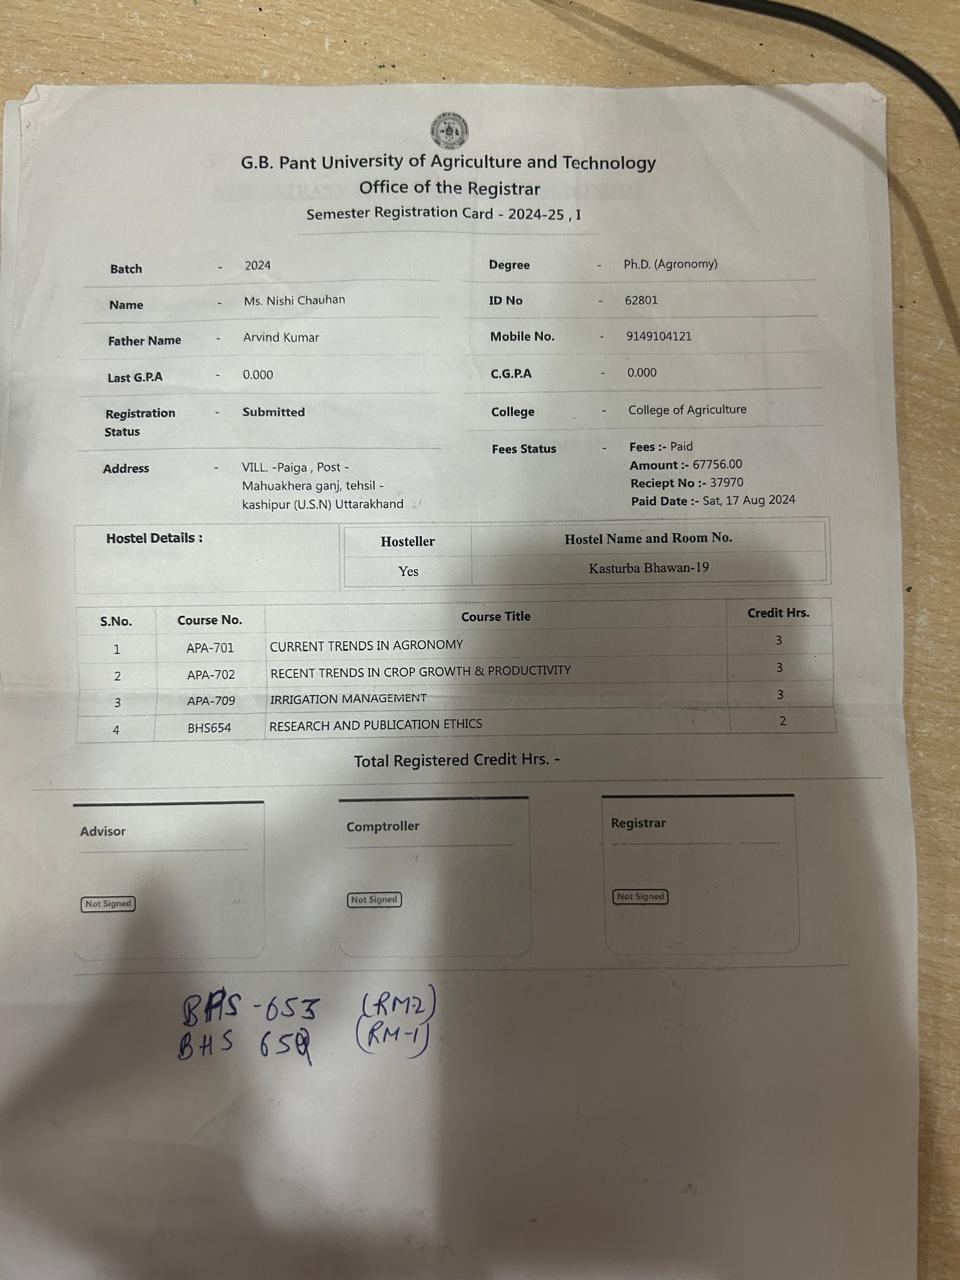 G.B. Pant University of Agriculture and Technology
Office of the Registrar
Semester Registration Card - 2024-25 , I
Batch - 2024 Degree - Ph.D. (Agronomy)
Name - Ms. Nishi Chauhan ID No - 62801
Father Name - Arvind Kumar Mobile No. - 9149104121
Last G.P.A - 0.000 C.G.P.A - 0.000
Registration Status - Submitted College - College of Agriculture
Address - VILL. -Paiga , Post -
Mahuakhera ganj, tehsil -
kashipur (U.S.N) Uttarakhand
Fees Status - Fees :- Paid
Amount :- 67756.00
Reciept No :- 37970
Paid Date :- Sat, 17 Aug 2024
Hostel Details : Hosteller Hostel Name and Room No.
Yes Kasturba Bhawan-19
S.No. Course No. Course Title Credit Hrs.
1 APA-701 CURRENT TRENDS IN AGRONOMY 3
2 APA-702 RECENT TRENDS IN CROP GROWTH & PRODUCTIVITY 3
3 APA-709 IRRIGATION MANAGEMENT 3
4 BHS654 RESEARCH AND PUBLICATION ETHICS 2
Total Registered Credit Hrs. -
Advisor Comptroller Registrar
Not Signed Not Signed Not Signed
BHS -653 (RM-2)
BHS (RM-1)